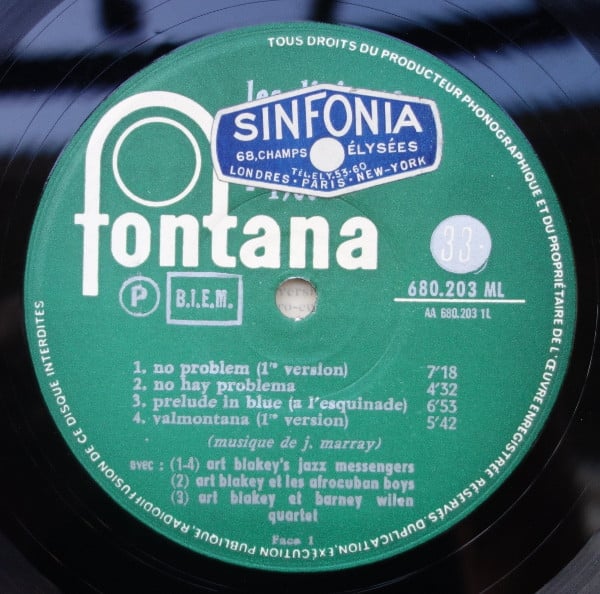 TOUS DROITS DU PRODUCTEUR PHONOGRAPHIQUE ET DU PROPRIÉTAIRE DE L'ŒUVRE ENREGISTRÉE RÉSERVÉS. DUPLICATION, EXÉCUTION PUBLIQUE, RADIODIFFUSION DE CE DISQUE INTERDITES
SINFONIA
68, CHAMPS ÉLYSÉES
TÉL. ELY. 53-60
LONDRES - PARIS - NEW-YORK
fontana
33
P
B.I.E.M.
680.203 ML
AA 680.203 1L
1. no problem (1re version) 7'18
2. no hay problema 4'32
3. prelude in blue (a l'esquinade) 6'53
4. valmontana (1re version) 5'42
(musique de j. marray)
avec : (1-4) art blakey's jazz messengers
(2) art blakey et les afrocuban boys
(3) art blakey et barney wilen
quartet
Face 1